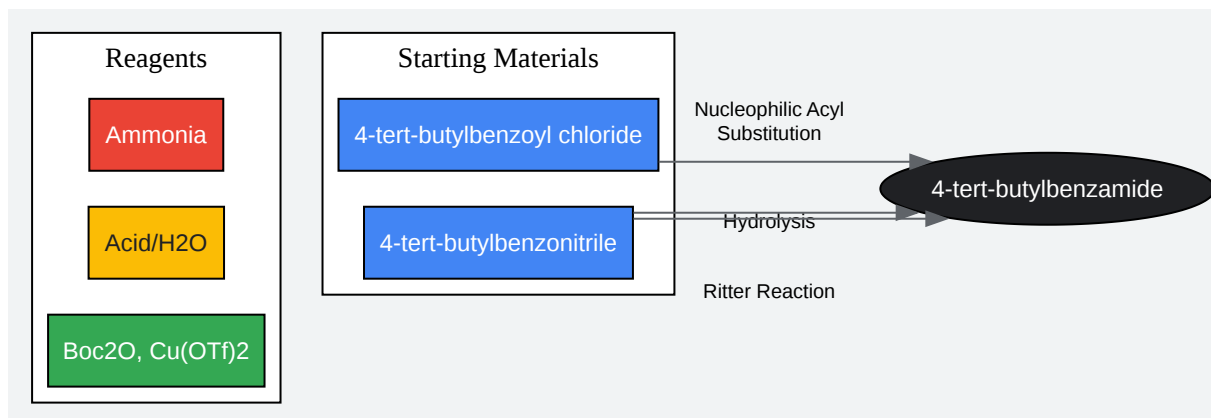 Reagents
Ammonia
Acid/H2O
Boc2O, Cu(OTf)2
Starting Materials
4-tert-butylbenzoyl chloride
4-tert-butylbenzonitrile
Nucleophilic Acyl
Substitution
Hydrolysis
Ritter Reaction
4-tert-butylbenzamide